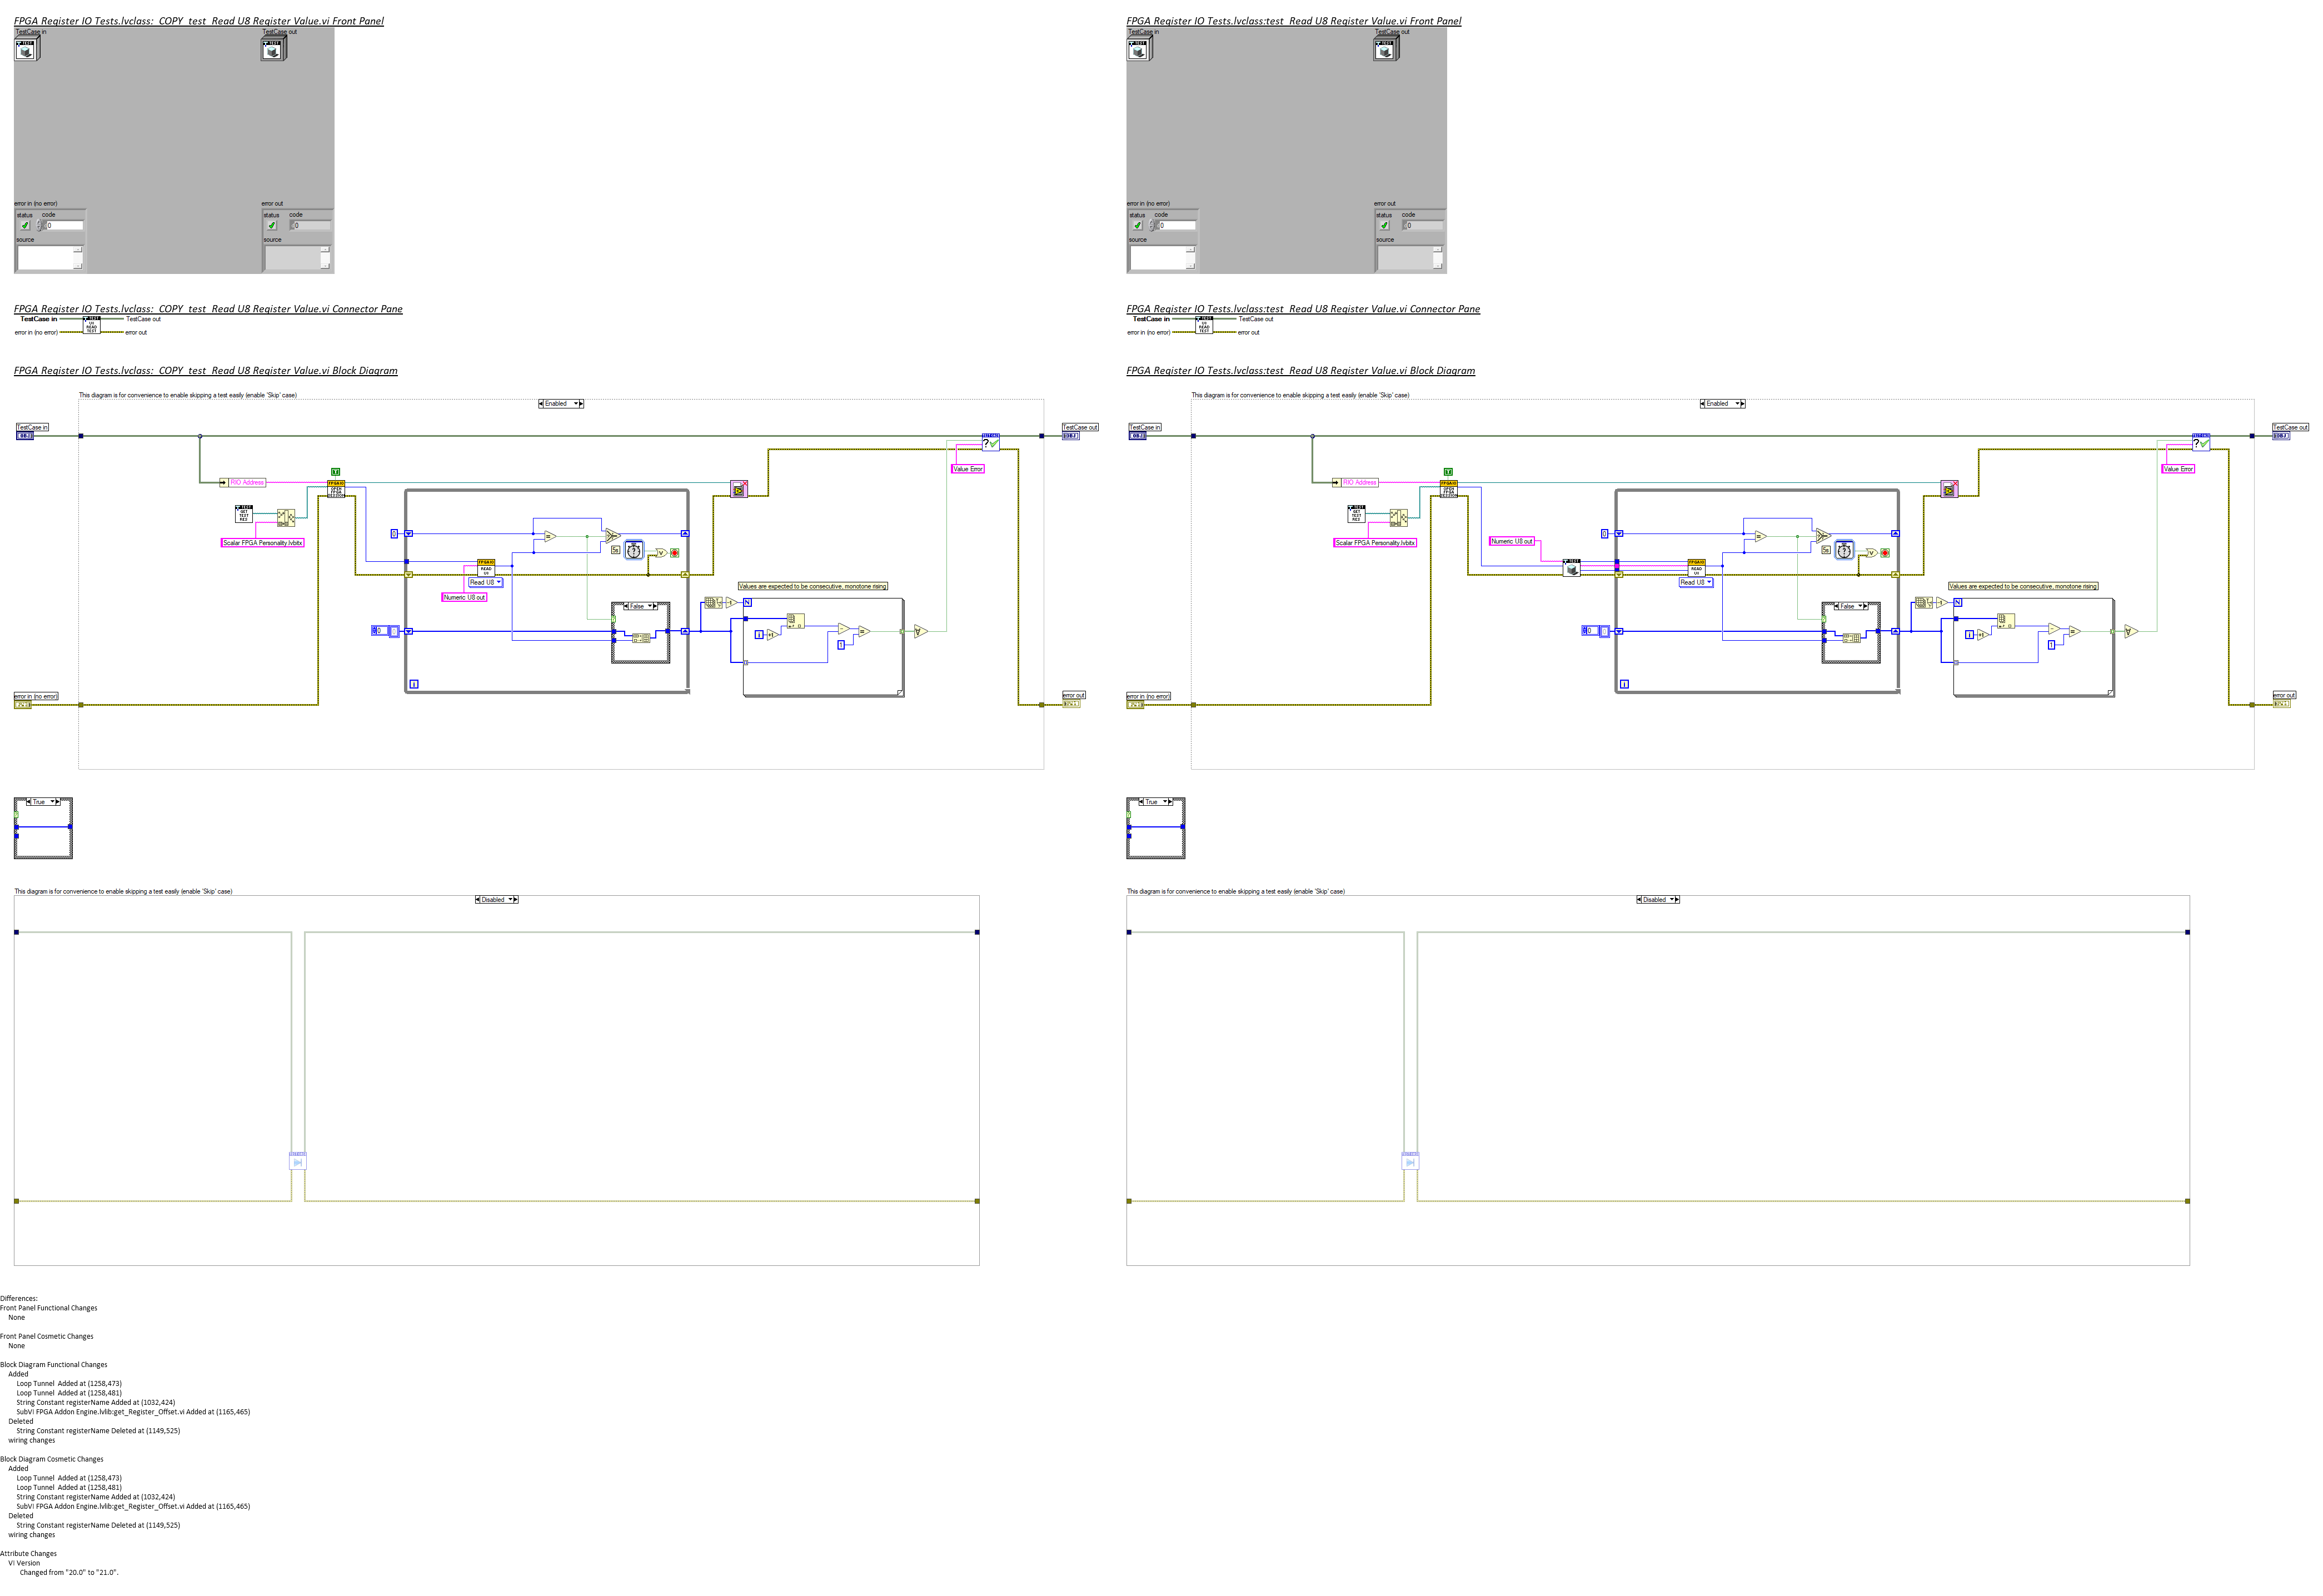 FPGA Register IO Tests.lvclass:_COPY_test_Read U8 Register Value.vi Front Panel
TestCase in
TestCase out
error in (no error)
error out
status
code
0
status
code
0
source
source
FPGA Register IO Tests.lvclass:_COPY_test_Read U8 Register Value.vi Connector Pane
TestCase in
TestCase out
error in (no error)
error out
FPGA Register IO Tests.lvclass:_COPY_test_Read U8 Register Value.vi Block Diagram
This diagram is for convenience to enable skipping a test easily (enable 'Skip' case)
Enabled
TestCase in
TestCase out
Value Error
RIO Address
Scalar FPGA Personality.lvbitx
0
5s
READ U8
Read U8
Numeric U8 out
Values are expected to be consecutive, monotone rising
False
N
0
i
1
i
error in (no error)
error out
True
This diagram is for convenience to enable skipping a test easily (enable 'Skip' case)
Disabled
FPGA Register IO Tests.lvclass:test_Read U8 Register Value.vi Front Panel
TestCase in
TestCase out
error in (no error)
error out
status
code
0
status
code
0
source
source
FPGA Register IO Tests.lvclass:test_Read U8 Register Value.vi Connector Pane
TestCase in
TestCase out
error in (no error)
error out
FPGA Register IO Tests.lvclass:test_Read U8 Register Value.vi Block Diagram
This diagram is for convenience to enable skipping a test easily (enable 'Skip' case)
Enabled
TestCase in
TestCase out
Value Error
RIO Address
Scalar FPGA Personality.lvbitx
Numeric U8 out
0
5s
READ U8
Read U8
Values are expected to be consecutive, monotone rising
False
N
0
i
1
i
error in (no error)
error out
True
This diagram is for convenience to enable skipping a test easily (enable 'Skip' case)
Disabled
Differences:
Front Panel Functional Changes
None
Front Panel Cosmetic Changes
None
Block Diagram Functional Changes
Added
Loop Tunnel  Added at (1258,473)
Loop Tunnel  Added at (1258,481)
String Constant registerName Added at (1032,424)
SubVI FPGA Addon Engine.lvlib:get_Register_Offset.vi Added at (1165,465)
Deleted
String Constant registerName Deleted at (1149,525)
wiring changes
Block Diagram Cosmetic Changes
Added
Loop Tunnel  Added at (1258,473)
Loop Tunnel  Added at (1258,481)
String Constant registerName Added at (1032,424)
SubVI FPGA Addon Engine.lvlib:get_Register_Offset.vi Added at (1165,465)
Deleted
String Constant registerName Deleted at (1149,525)
wiring changes
Attribute Changes
VI Version
Changed from "20.0" to "21.0".